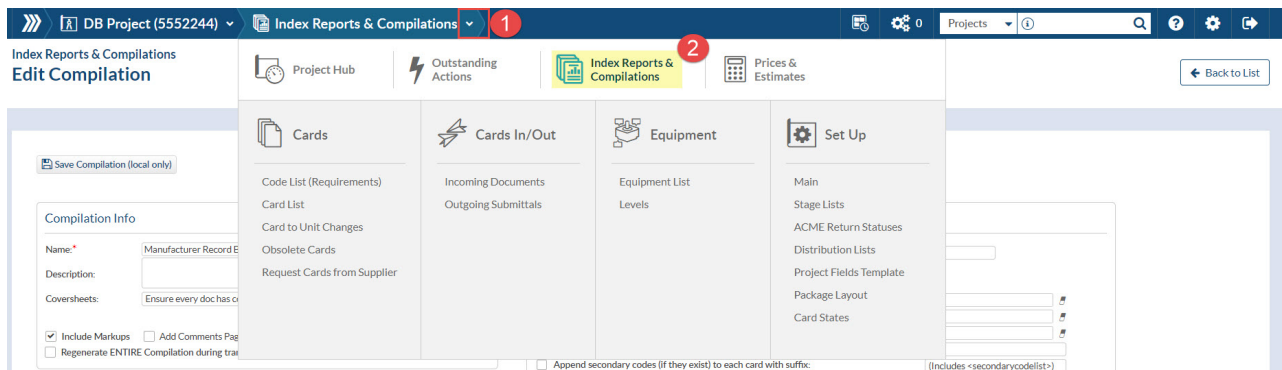 DB Project (5552244)
Index Reports & Compilations
1
0
Projects
Index Reports & Compilations
Edit Compilation
Project Hub
Outstanding
Actions
Index Reports &
Compilations
2
Prices &
Estimates
Back to List
Cards
Cards In/Out
Equipment
Set Up
Save Compilation (local only)
Code List (Requirements)
Incoming Documents
Equipment List
Main
Card List
Outgoing Submittals
Levels
Stage Lists
Compilation Info
Card to Unit Changes
ACME Return Statuses
Name:*
Manufacturer Record
Obsolete Cards
Distribution Lists
Description:
Request Cards from Supplier
Project Fields Template
Coversheets:
Ensure every doc has
Package Layout
Card States
Include Markups
Add Comments
Regenerate ENTIRE Compilation during
Append secondary codes (if they exist) to each card with suffix:
(Includes <secondarycodelist>)